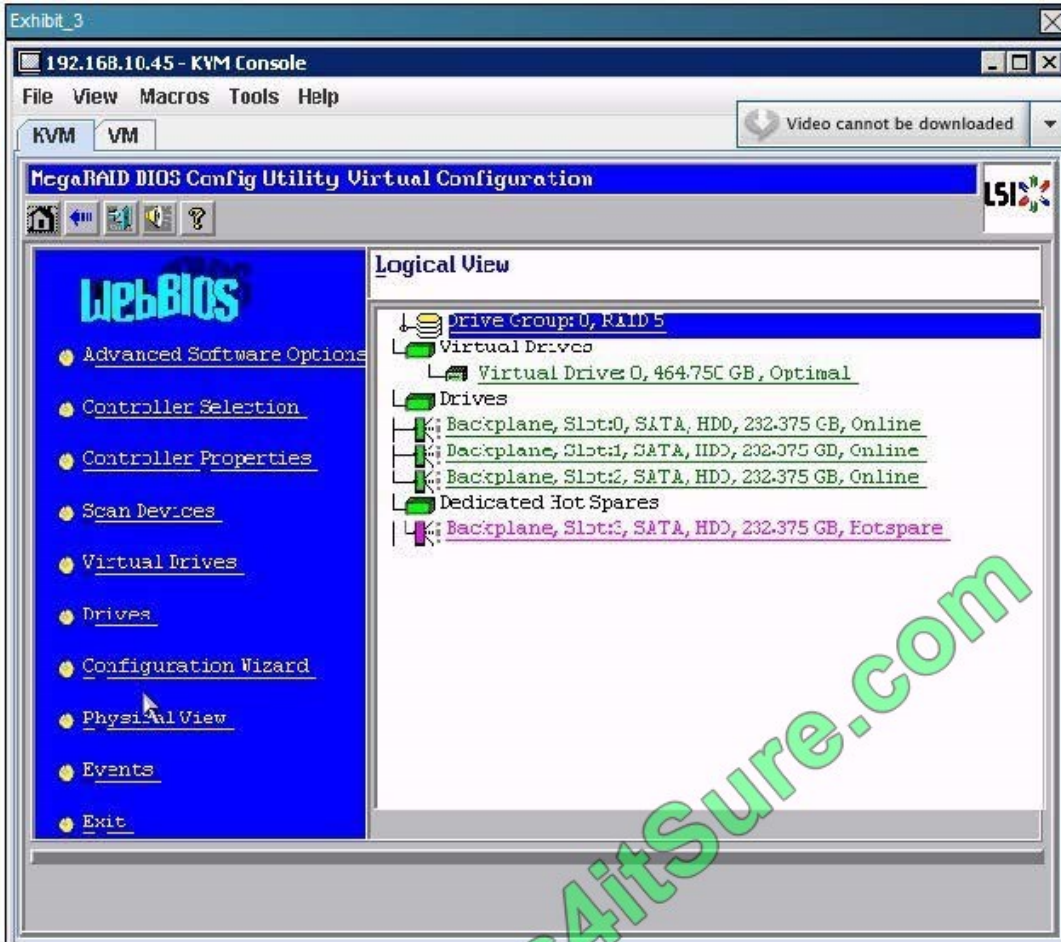 Exhibit_3
192.168.10.45 - KVM Console
File View Macros Tools Help
Video cannot be downloaded
KVM VM
MegaRAID BIOS Config Utility Virtual Configuration
LSI
WebBIOS
Advanced Software Options
Controller Selection
Controller Properties
Scan Devices
Virtual Drives
Drives
Configuration Wizard
Physical View
Events
Exit
Logical View
Drive Group: 0, RAID 5
Virtual Drives
Virtual Drive: 0, 464.750 GB, Optimal
Drives
Backplane, Slot:0, SATA, HDD, 232.375 GB, Online
Backplane, Slot:1, SATA, HDD, 232.375 GB, Online
Backplane, Slot:2, SATA, HDD, 232.375 GB, Online
Dedicated Hot Spares
Backplane, Slot:3, SATA, HDD, 232.375 GB, Hotspare
4itSure.com